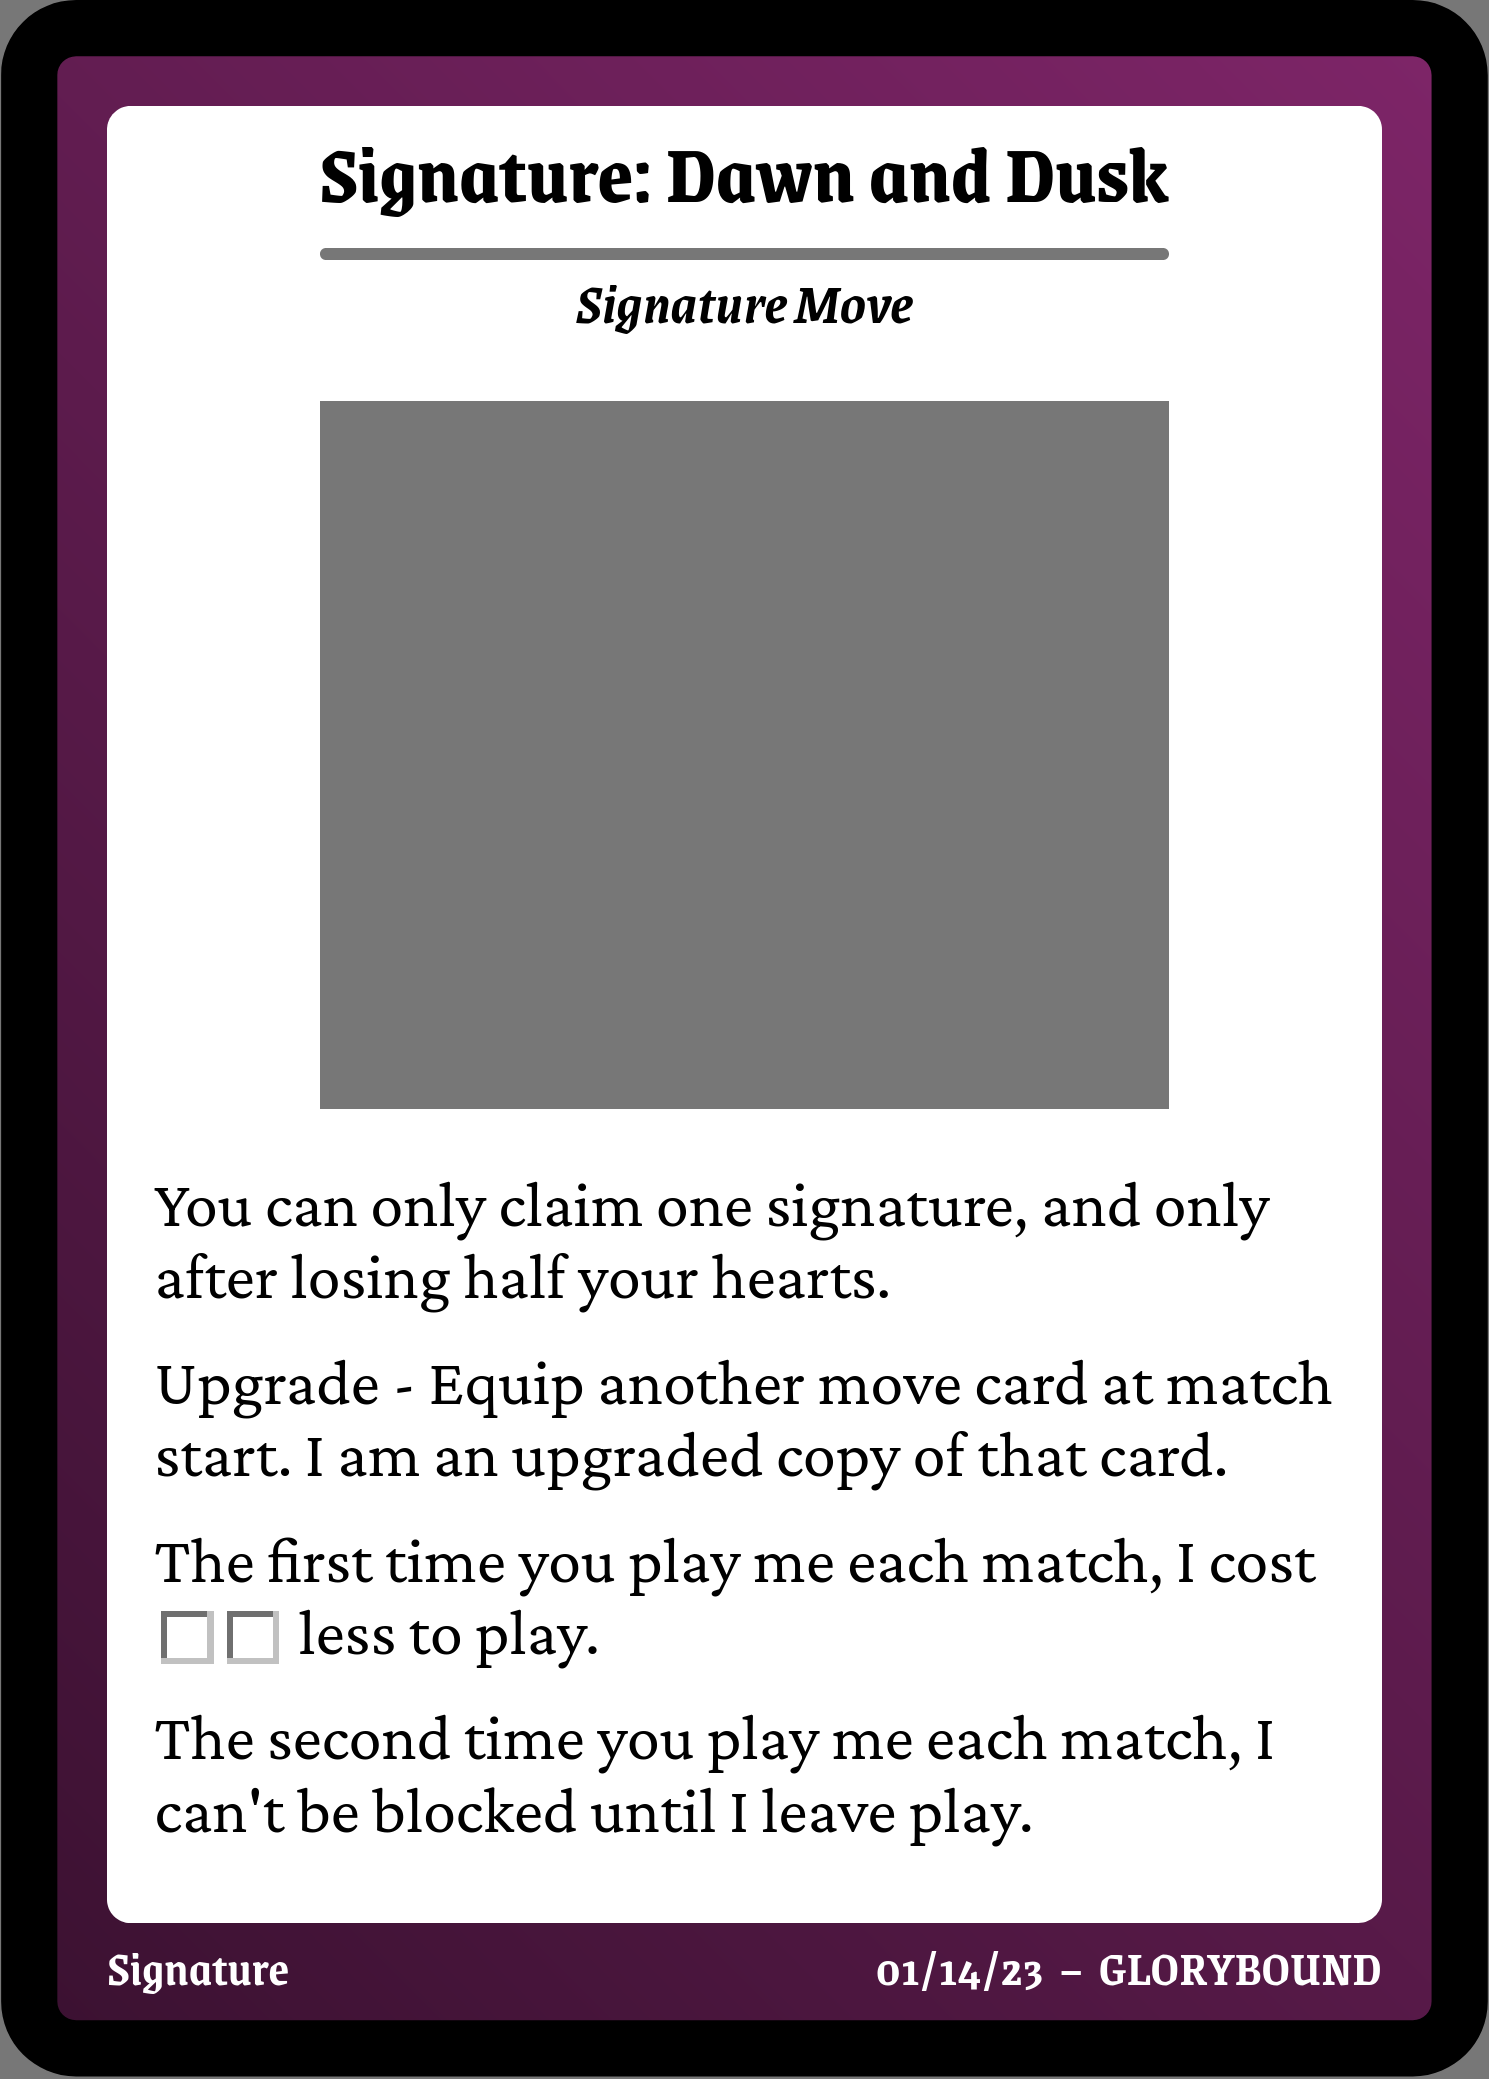 Signature: Dawn and Dusk
Signature Move
You can only claim one signature, and only
after losing half your hearts.
Upgrade - Equip another move card at match
start. I am an upgraded copy of that card.
The first time you play me each match, I cost
less to play.
The second time you play me each match, I
can't be blocked until I leave play.
Signature
01/14/23 – GLORYBOUND